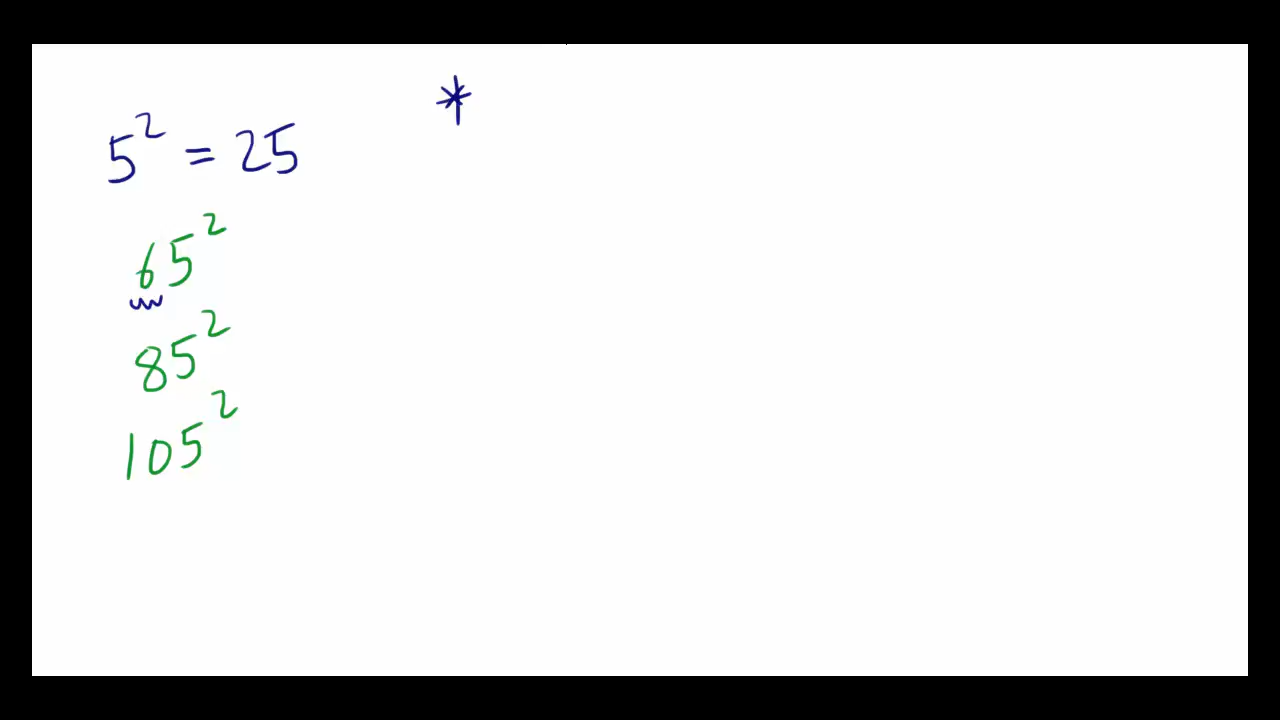 *
5² = 25
65²
85²
105²